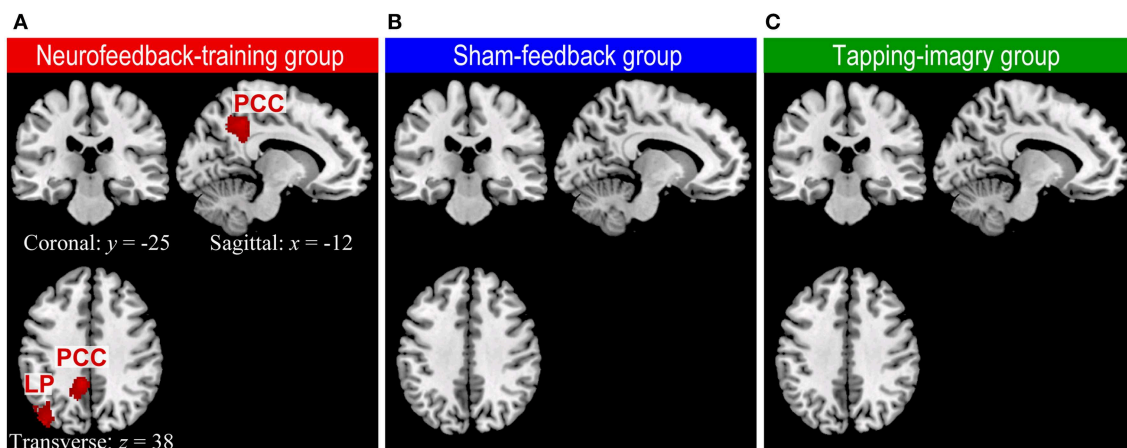 A
B
C
Neurofeedback-training group
Sham-feedback group
Tapping-imagry group
PCC
Coronal: y = -25
Sagittal: x = -12
PCC
LP
Transverse: z = 38